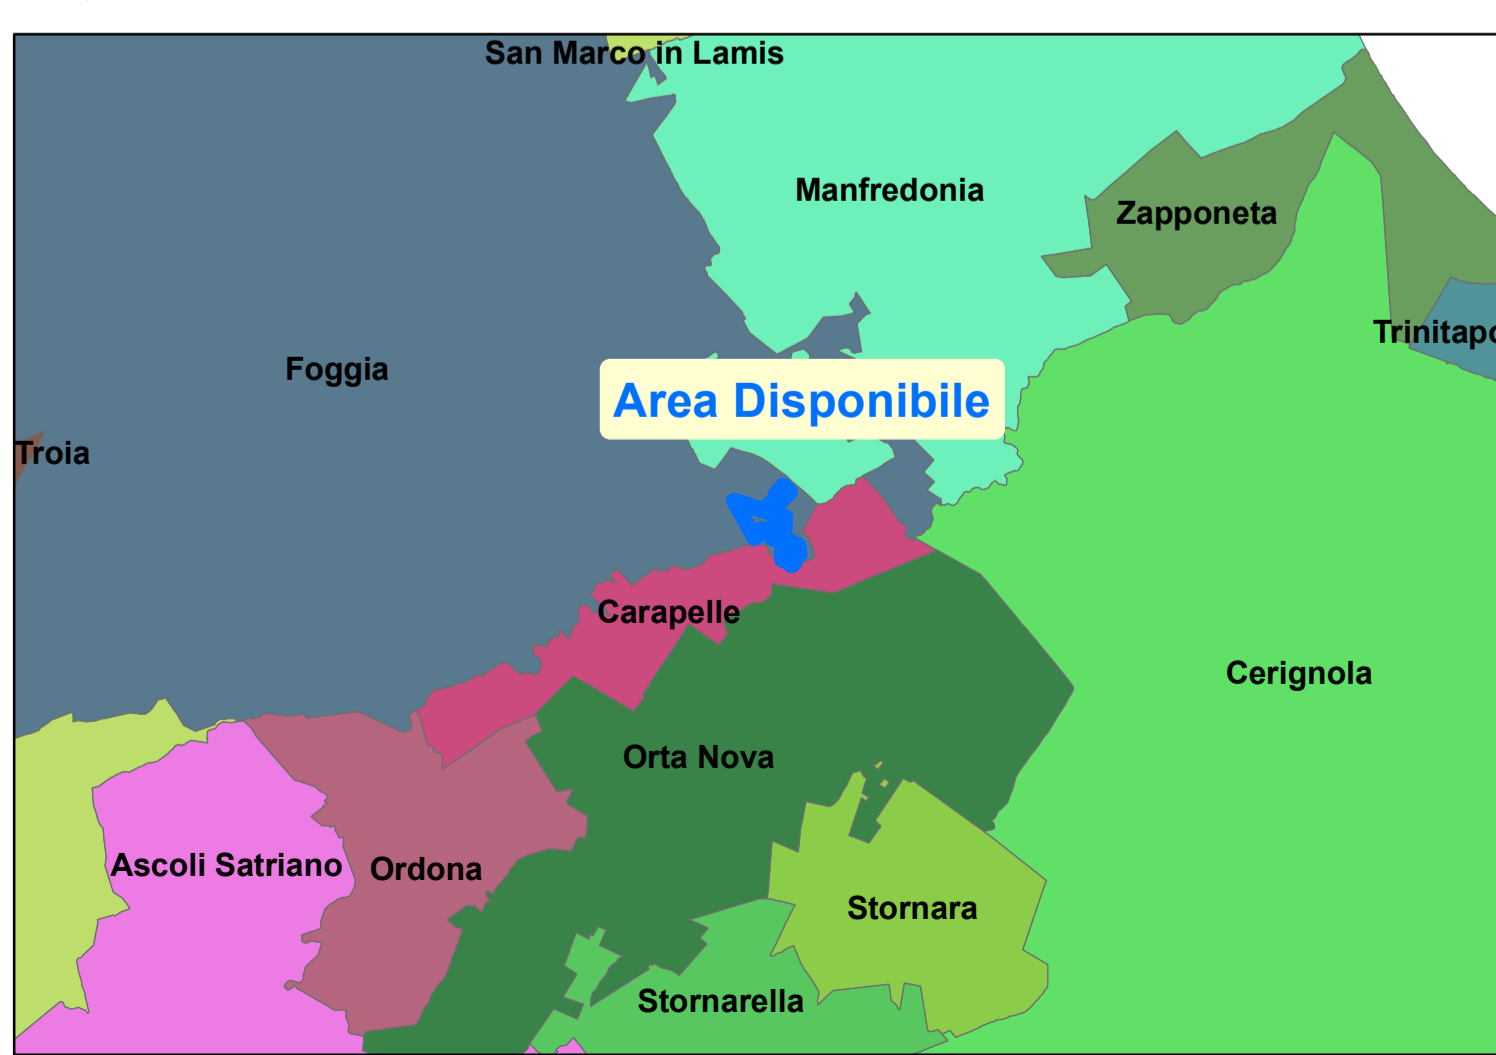 San Marco in Lamis
Manfredonia
Zapponeta
Trinitapo
Foggia
Area Disponibile
Troia
Carapelle
Cerignola
Orta Nova
Ascoli Satriano
Ordona
Stornara
Stornarella